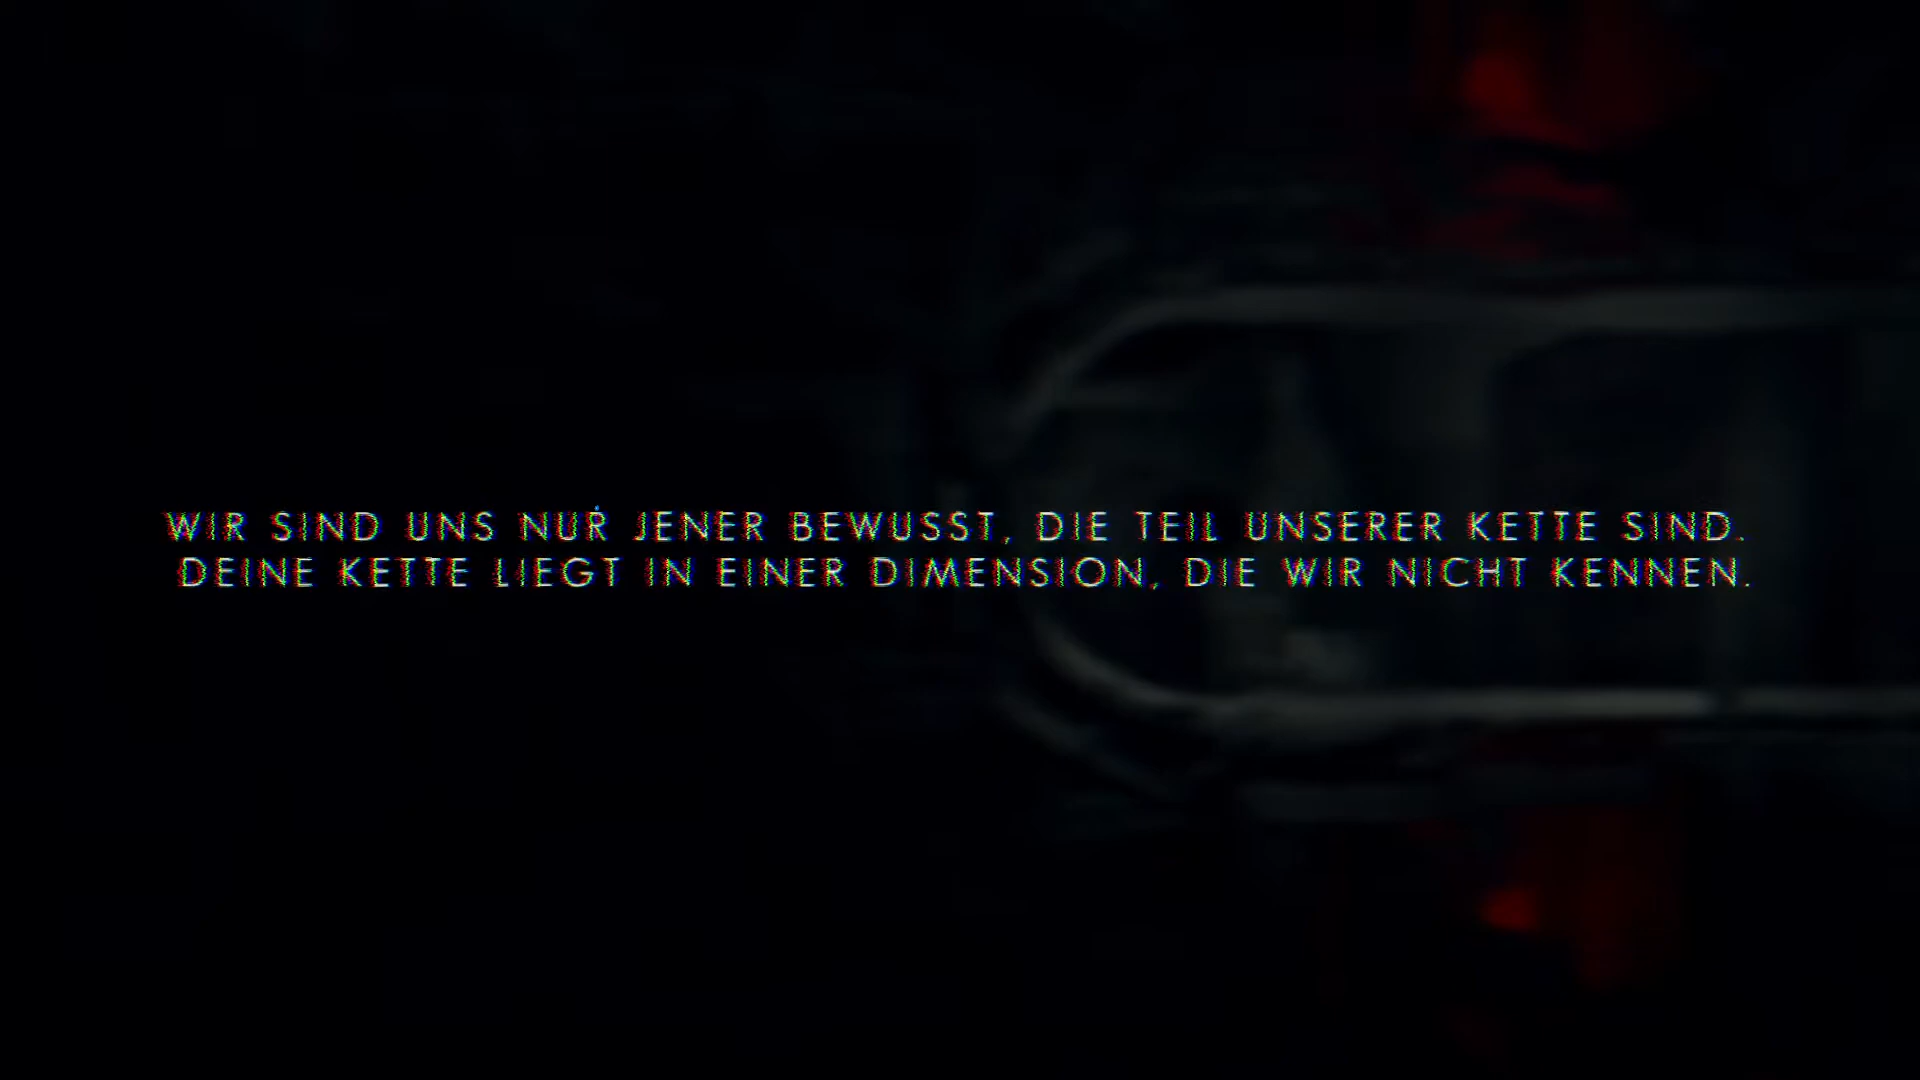 WIR SIND UNS NUR JENER BEWUSST, DIE TEIL UNSERER KETTE SIND.
DEINE KETTE LIEGT IN EINER DIMENSION, DIE WIR NICHT KENNEN.